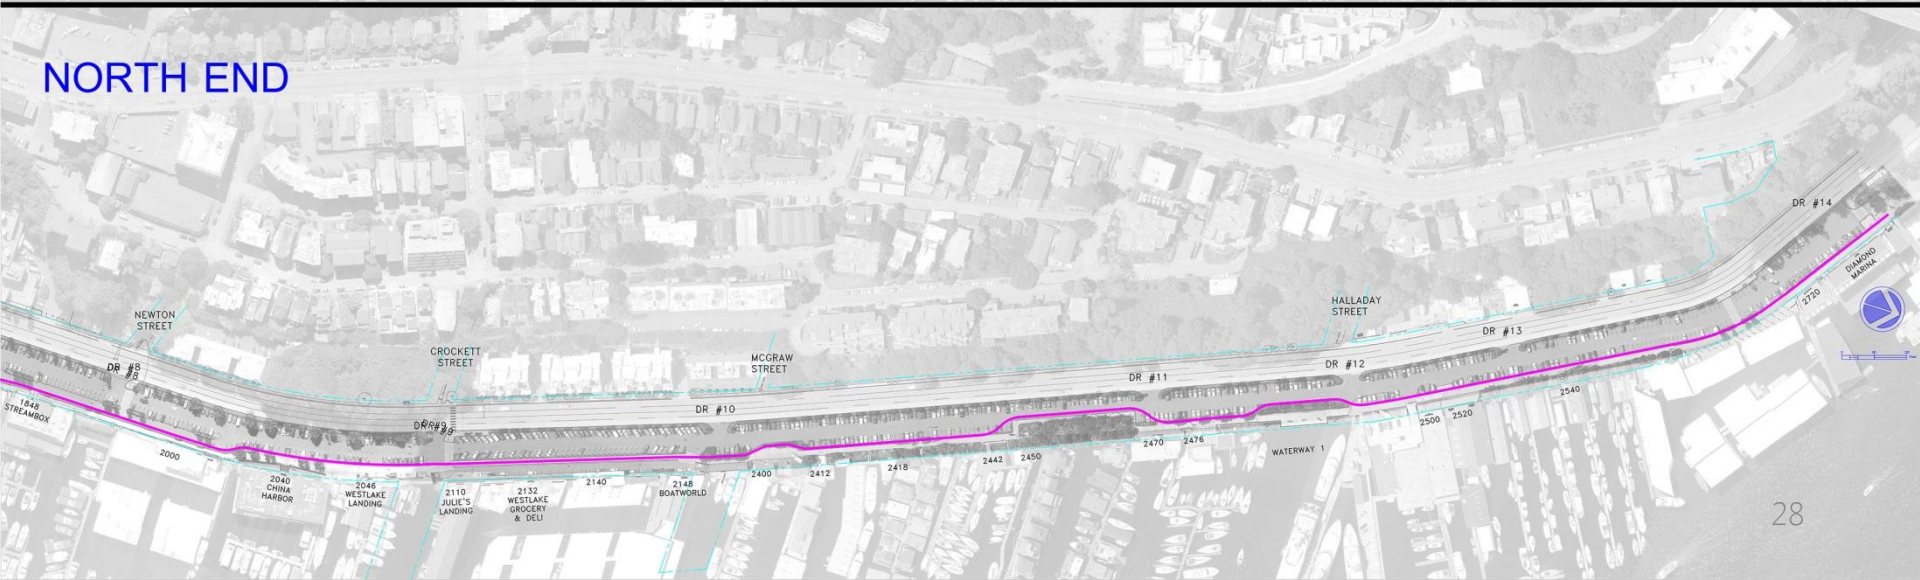 NORTH END
NEWTON
STREET
CROCKETT
STREET
MCGRAW
STREET
HALLADAY
STREET
DR #14
DR #13
DR #12
DR #11
DR #10
DR #8
#8
DR#9
1848
STREAMBOX
2000
2040
CHINA
HARBOR
2046
WESTLAKE
LANDING
2110
JULIE'S
LANDING
2132
WESTLAKE
GROCERY
& DELI
2140
2148
BOATWORLD
2400
2412
2418
2442
2450
2470
2476
WATERWAY 1
2500
2520
2540
2720
DIAMOND
MARINA
28